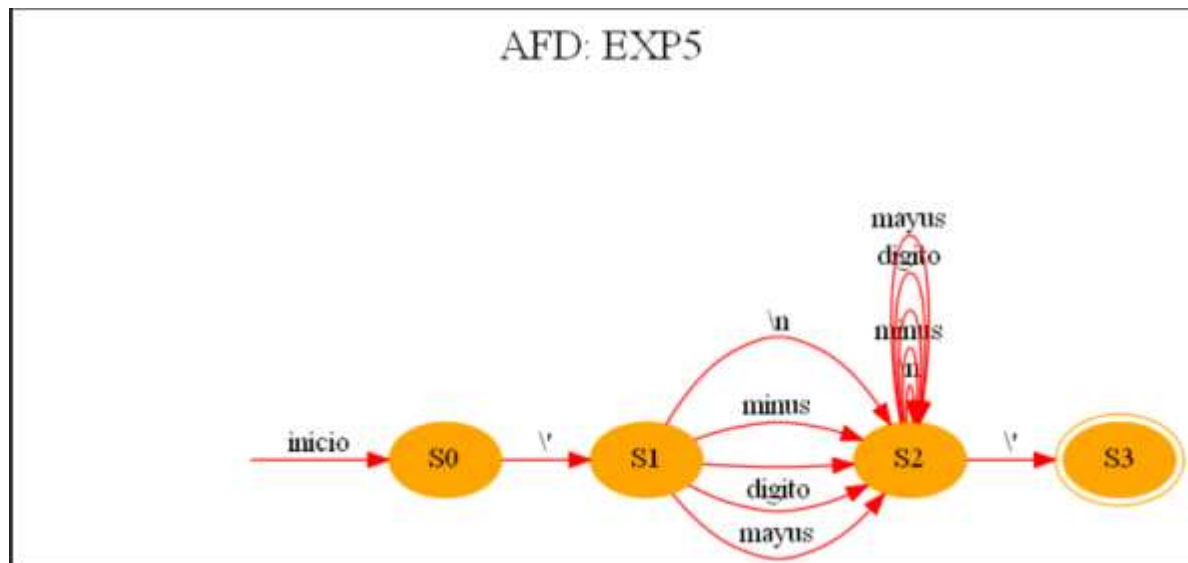 AFD: EXP5
mayus
digito
minus
\n
\n
minus
digito
mayus
inicio
S0
\'
S1
S2
\'
S3